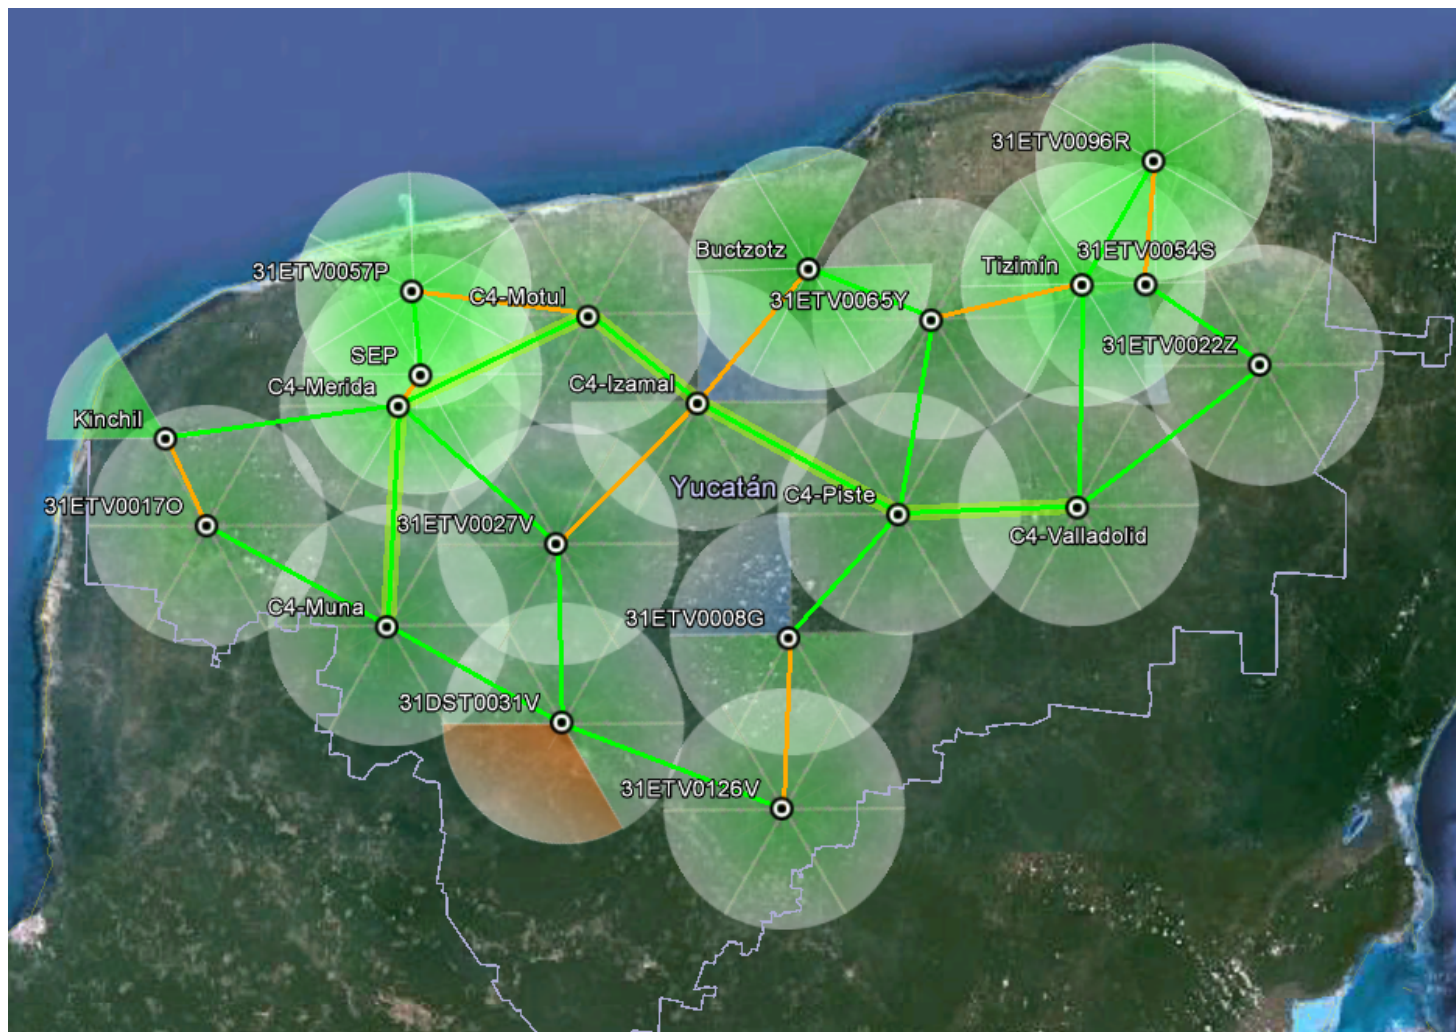 31ETV0096R
Buctzotz
31ETV0054S
Tizimín
31ETV0057P
C4-Motul
31ETV0065Y
31ETV0022Z
SEP
C4-Merida
C4-Izamal
Kinchil
Yucatán
C4-Piste
31ETV0017O
31ETV0027V
C4-Valladolid
C4-Muna
31ETV0008G
31DST0031V
31ETV0126V